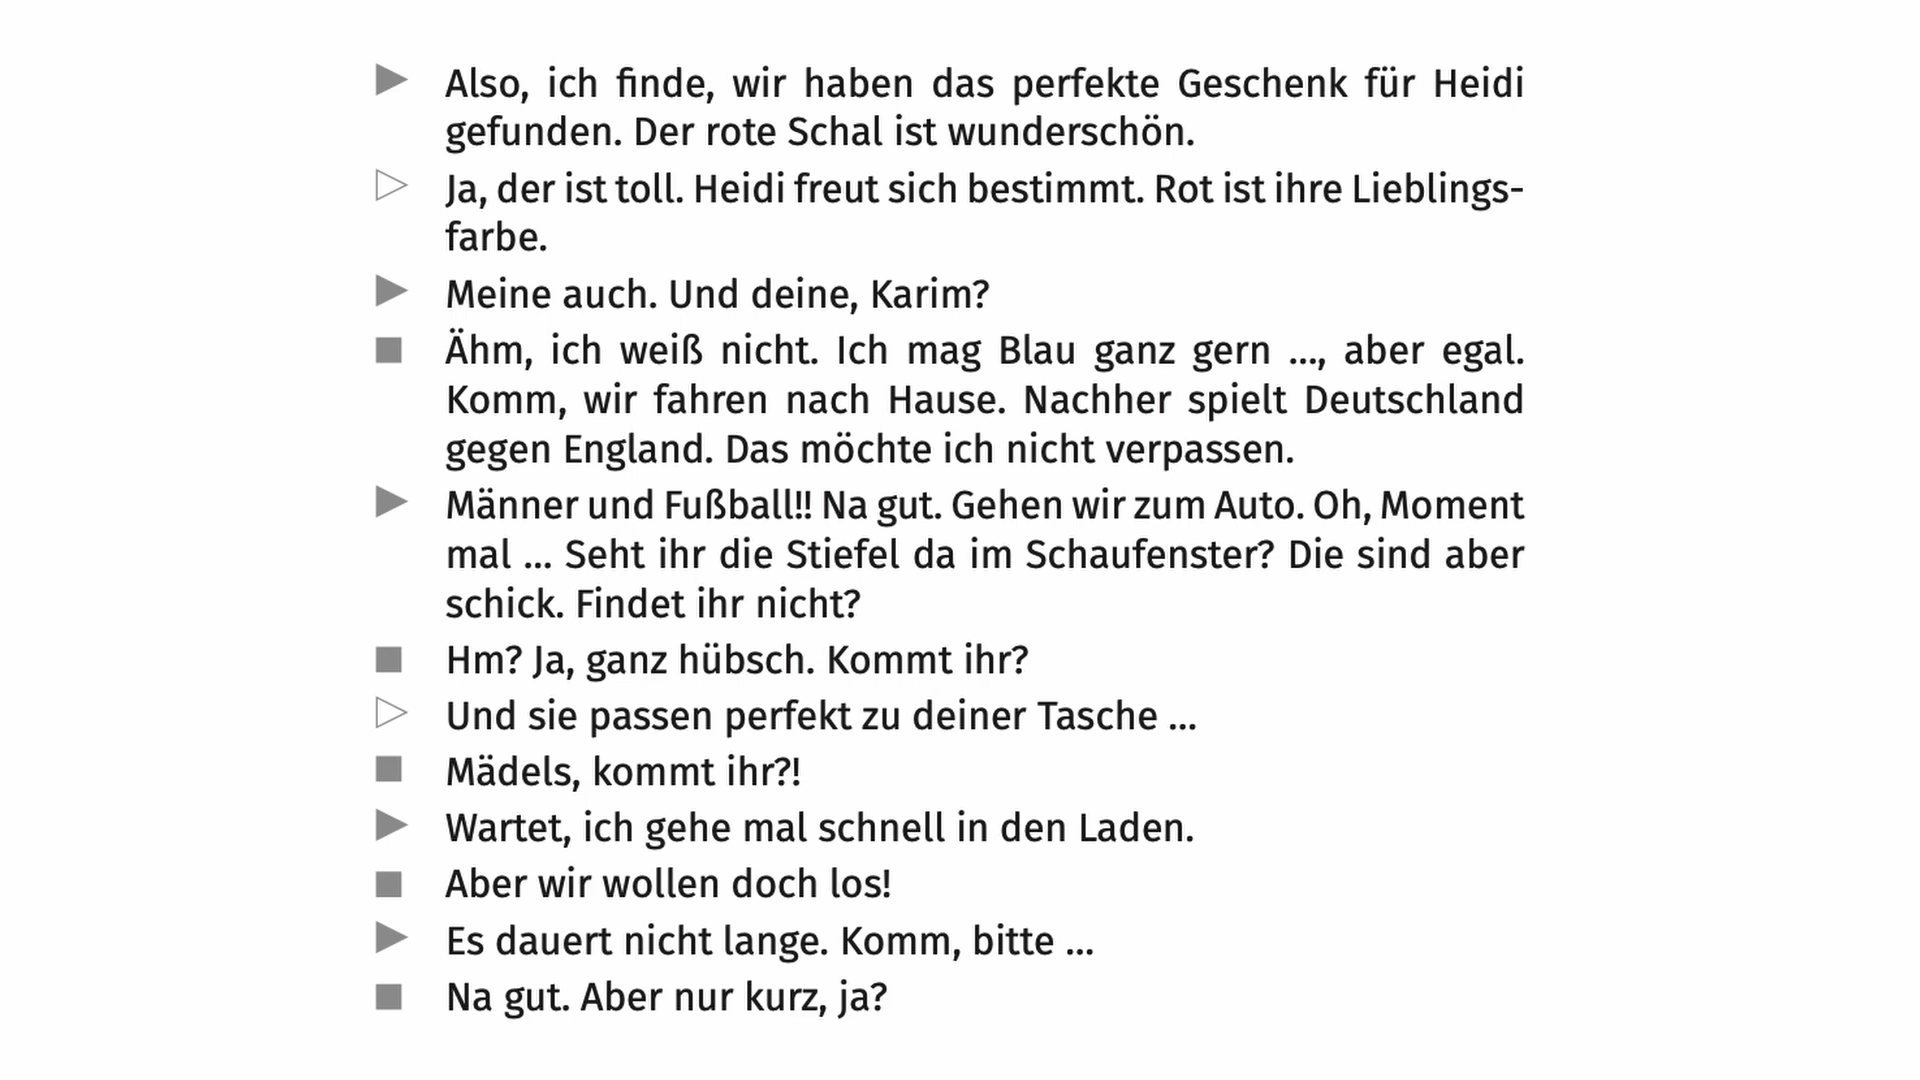 Also, ich finde, wir haben das perfekte Geschenk für Heidi
gefunden. Der rote Schal ist wunderschön.
Ja, der ist toll. Heidi freut sich bestimmt. Rot ist ihre Lieblings-
farbe.
Meine auch. Und deine, Karim?
Ähm, ich weiß nicht. Ich mag Blau ganz gern ..., aber egal.
Komm, wir fahren nach Hause. Nachher spielt Deutschland
gegen England. Das möchte ich nicht verpassen.
Männer und Fußball!! Na gut. Gehen wir zum Auto. Oh, Moment
mal ... Seht ihr die Stiefel da im Schaufenster? Die sind aber
schick. Findet ihr nicht?
Hm? Ja, ganz hübsch. Kommt ihr?
Und sie passen perfekt zu deiner Tasche ...
Mädels, kommt ihr?!
Wartet, ich gehe mal schnell in den Laden.
Aber wir wollen doch los!
Es dauert nicht lange. Komm, bitte ...
Na gut. Aber nur kurz, ja?